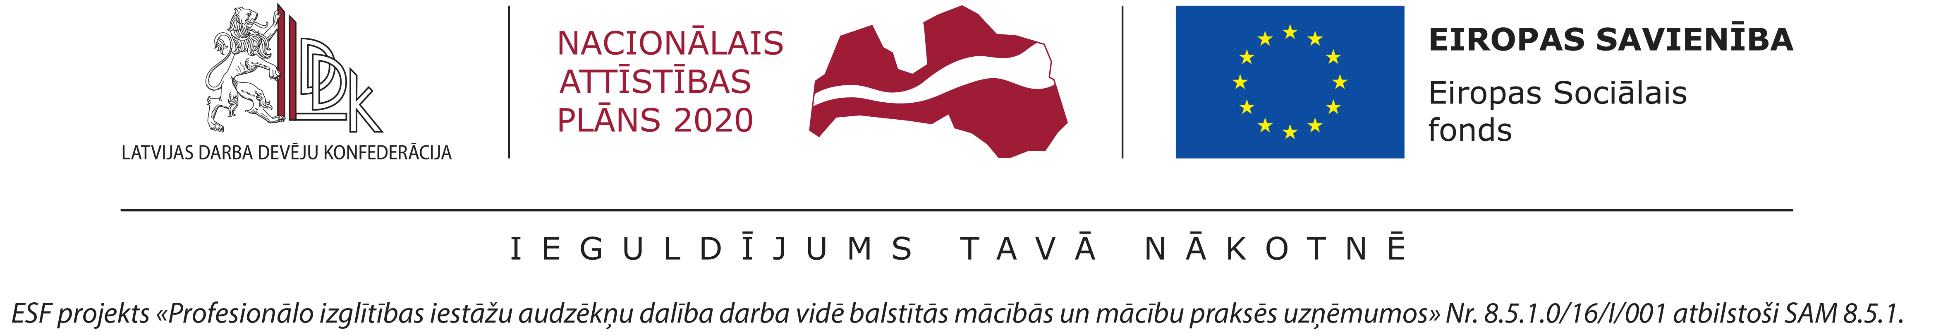 LDDK
LATVIJAS DARBA DEVĒJU KONFEDERĀCIJA
NACIONĀLAIS
ATTĪSTĪBAS
PLĀNS 2020
EIROPAS SAVIENĪBA
Eiropas Sociālais
fonds
IEGULDĪJUMS TAVĀ NĀKOTNĒ
ESF projekts «Profesionālo izglītības iestāžu audzēkņu dalība darba vidē balstītās mācībās un mācību praksēs uzņēmumos» Nr. 8.5.1.0/16/I/001 atbilstoši SAM 8.5.1.